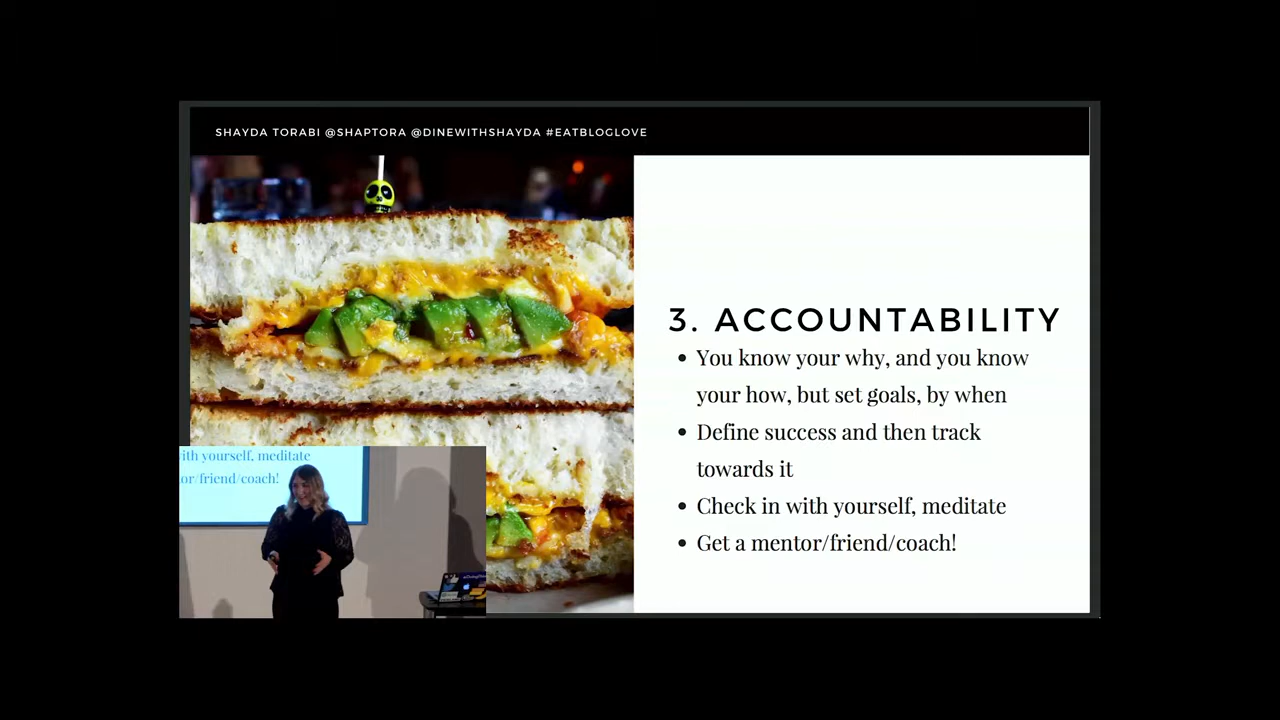 SHAYDA TORABI @SHAPTORA @DINEWITHSHAYDA #EATBLOGLOVE
3. ACCOUNTABILITY
• You know your why, and you know
your how, but set goals, by when
• Define success and then track
towards it
• Check in with yourself, meditate
• Get a mentor/friend/coach!
ith yourself, meditate
or/friend/coach!